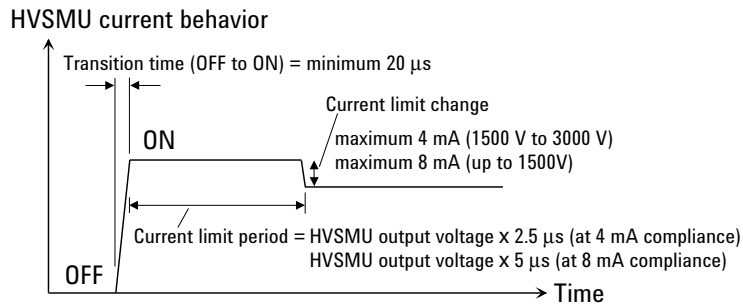 HVSMU current behavior
Transition time (OFF to ON) = minimum 20 μs
Current limit change
ON
maximum 4 mA (1500 V to 3000 V)
maximum 8 mA (up to 1500V)
Current limit period = HVSMU output voltage x 2.5 μs (at 4 mA compliance)
HVSMU output voltage x 5 μs (at 8 mA compliance)
OFF
Time